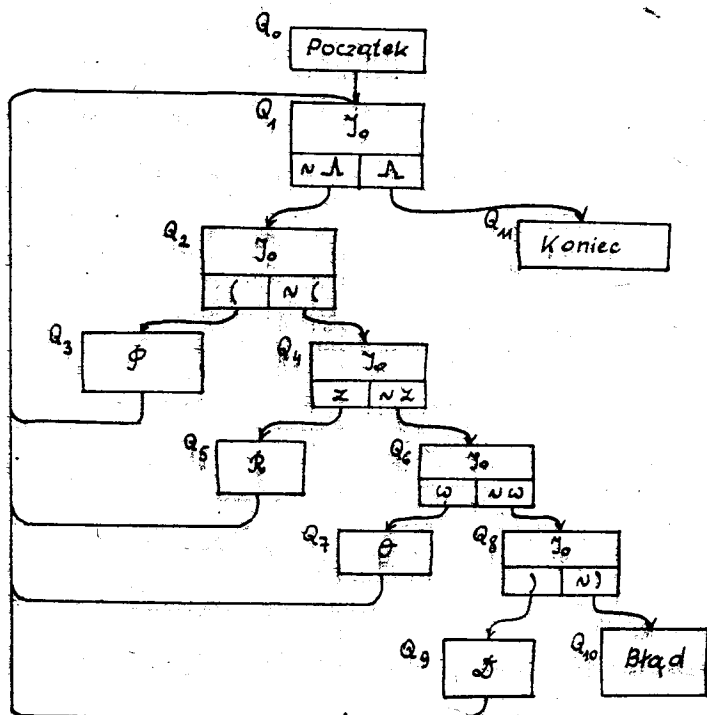 Q₀ Początek
Q₁ J₀
~Λ Λ
Q₂ J₀
Q₁₁ Koniec
( ~(
Q₃ 𝒫
Q₄ J₀
z ~z
Q₅ R
Q₆ J₀
ω ~ω
Q₇ Θ
Q₈ J₀
) ~)
Q₉ D
Q₁₀ Błąd